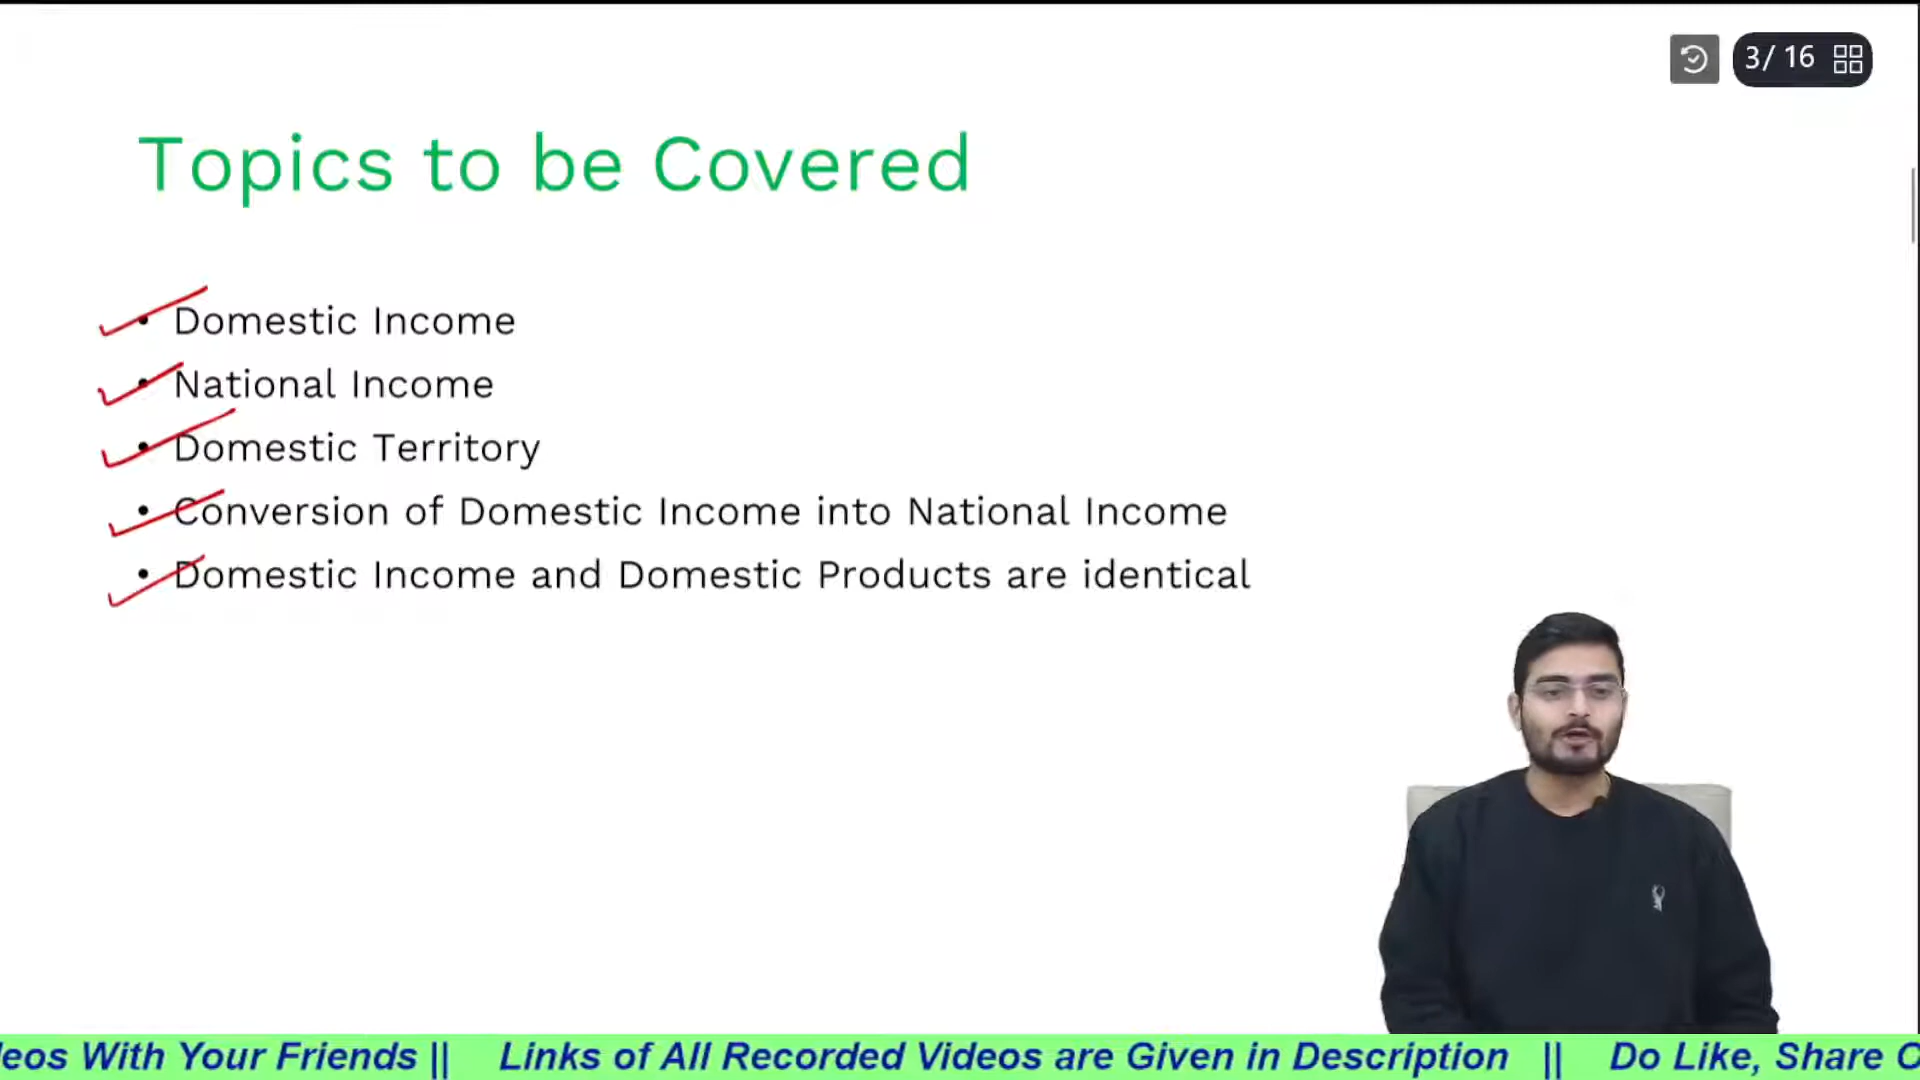 3/ 16
Topics to be Covered
• Domestic Income
• National Income
• Domestic Territory
• Conversion of Domestic Income into National Income
• Domestic Income and Domestic Products are identical
eos With Your Friends || Links of All Recorded Videos are Given in Description || Do Like, Share